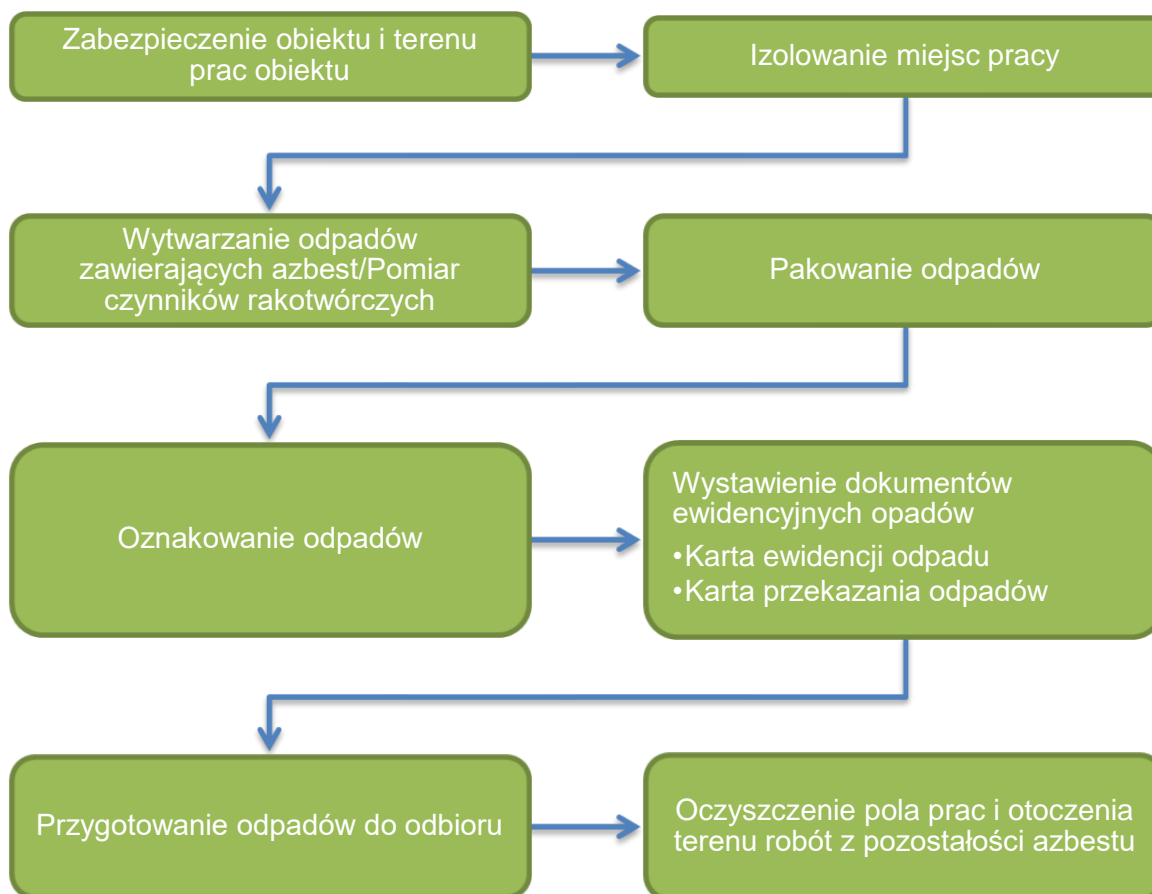 Zabezpieczenie obiektu i terenu
prac obiektu
Izolowanie miejsc pracy
Wytwarzanie odpadów
zawierających azbest/Pomiar
czynników rakotwórczych
Pakowanie odpadów
Oznakowanie odpadów
Wystawienie dokumentów
ewidencyjnych opadów
•Karta ewidencji odpadu
•Karta przekazania odpadów
Przygotowanie odpadów do odbioru
Oczyszczenie pola prac i otoczenia
terenu robót z pozostałości azbestu